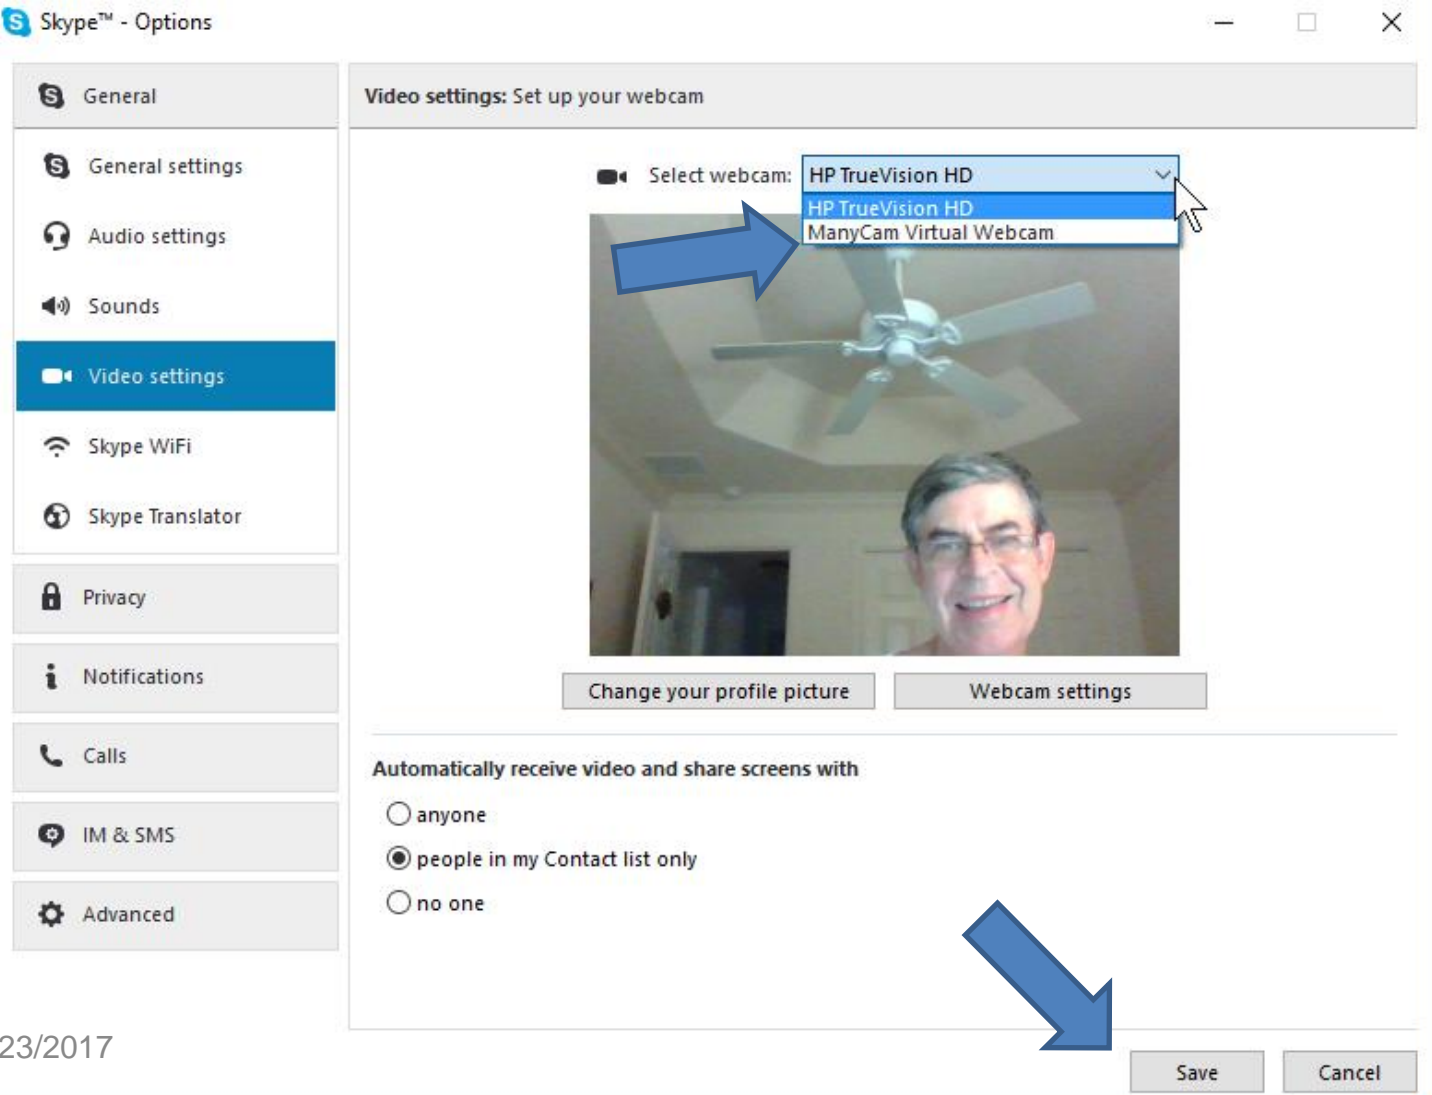 Skype™ - Options
General
General settings
Audio settings
Sounds
Video settings
Skype WiFi
Skype Translator
Privacy
Notifications
Calls
IM & SMS
Advanced
Video settings: Set up your webcam
Select webcam: HP TrueVision HD
HP TrueVision HD
ManyCam Virtual Webcam
Change your profile picture
Webcam settings
Automatically receive video and share screens with
anyone
people in my Contact list only
no one
23/2017
Save
Cancel